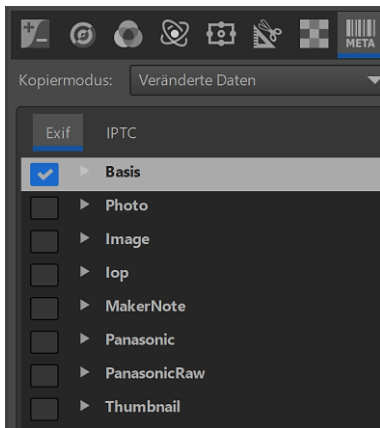 META
Kopiermodus: Veränderte Daten
Exif IPTC
Basis
Photo
Image
Iop
MakerNote
Panasonic
PanasonicRaw
Thumbnail